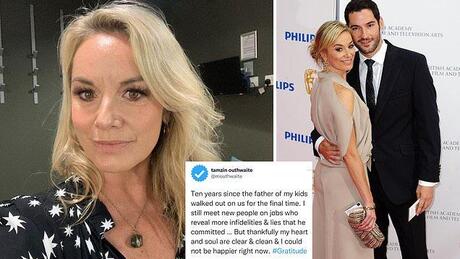 PHILIPS
BRITISH ACADEMY
PHILIPS
PHILIPS
tamzin outhwaite
@mouthwaite
Ten years since the father of my kids
walked out on us for the final time. I
still meet new people on jobs who
reveal more infidelities & lies that he
committed ... But thankfully my heart
and soul are clear & clean & I could
not be happier right now. #Gratitude